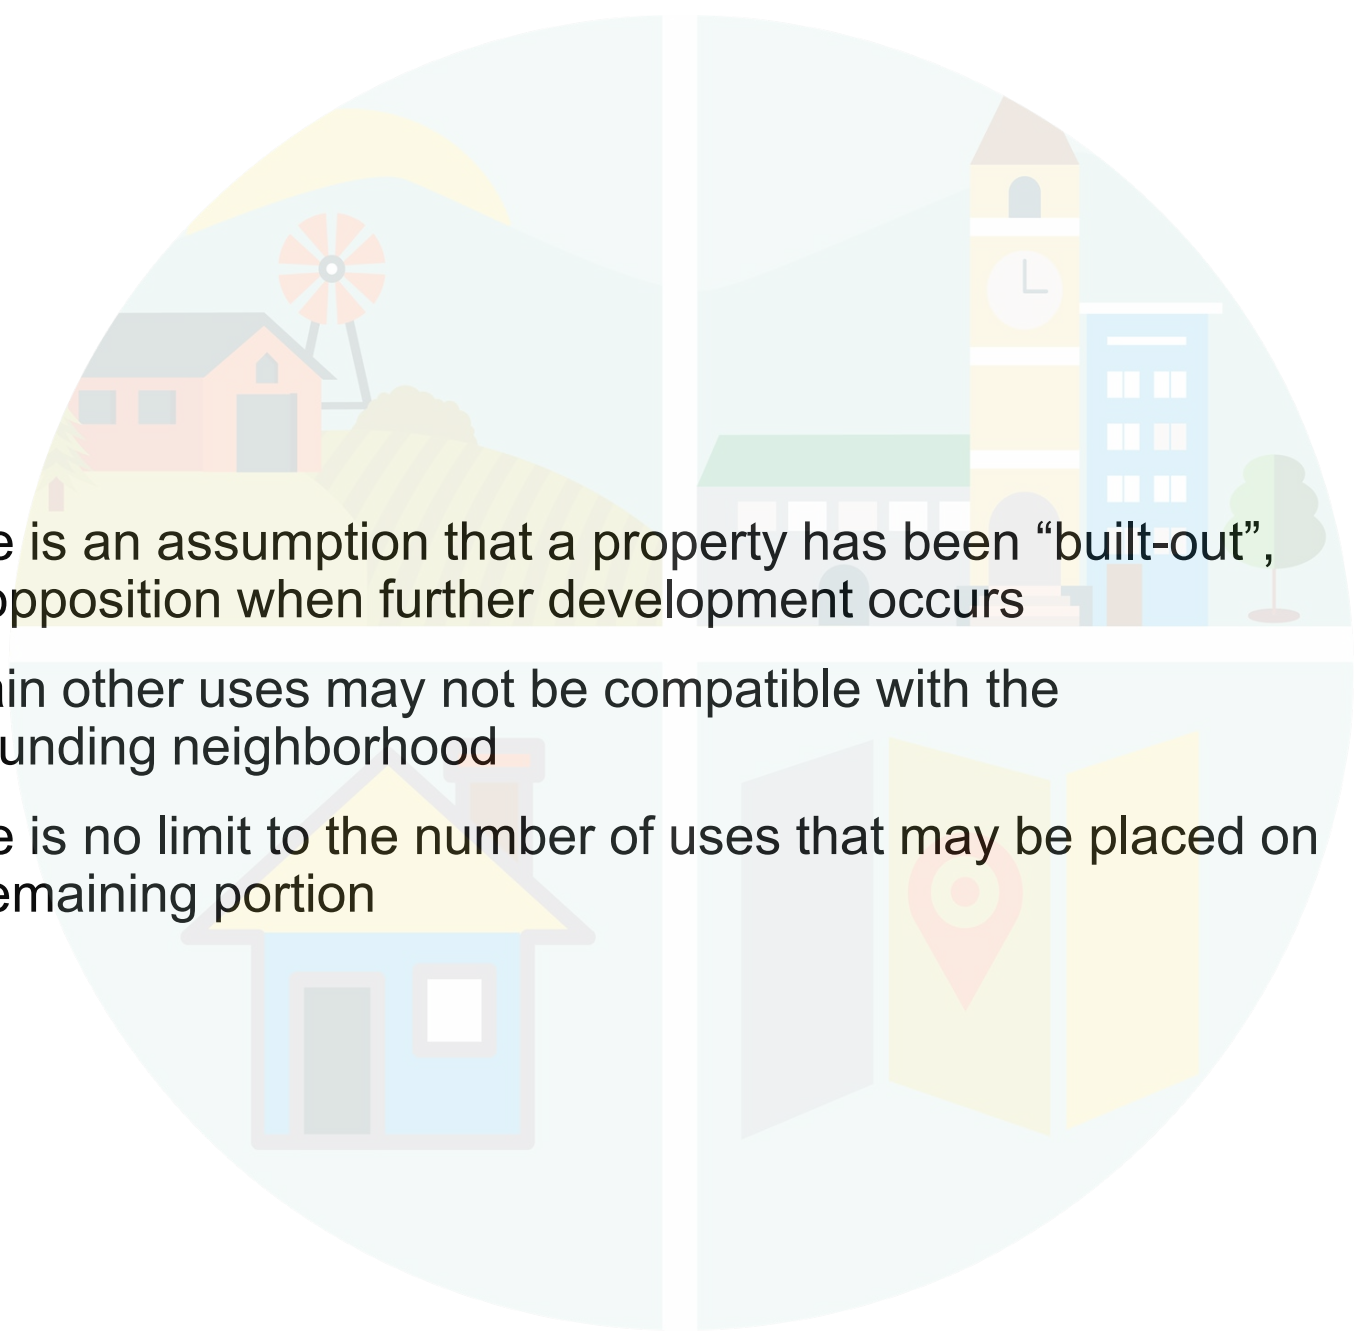 e is an assumption that a property has been “built-out”,
opposition when further development occurs
ain other uses may not be compatible with the
unding neighborhood
e is no limit to the number of uses that may be placed on
emaining portion